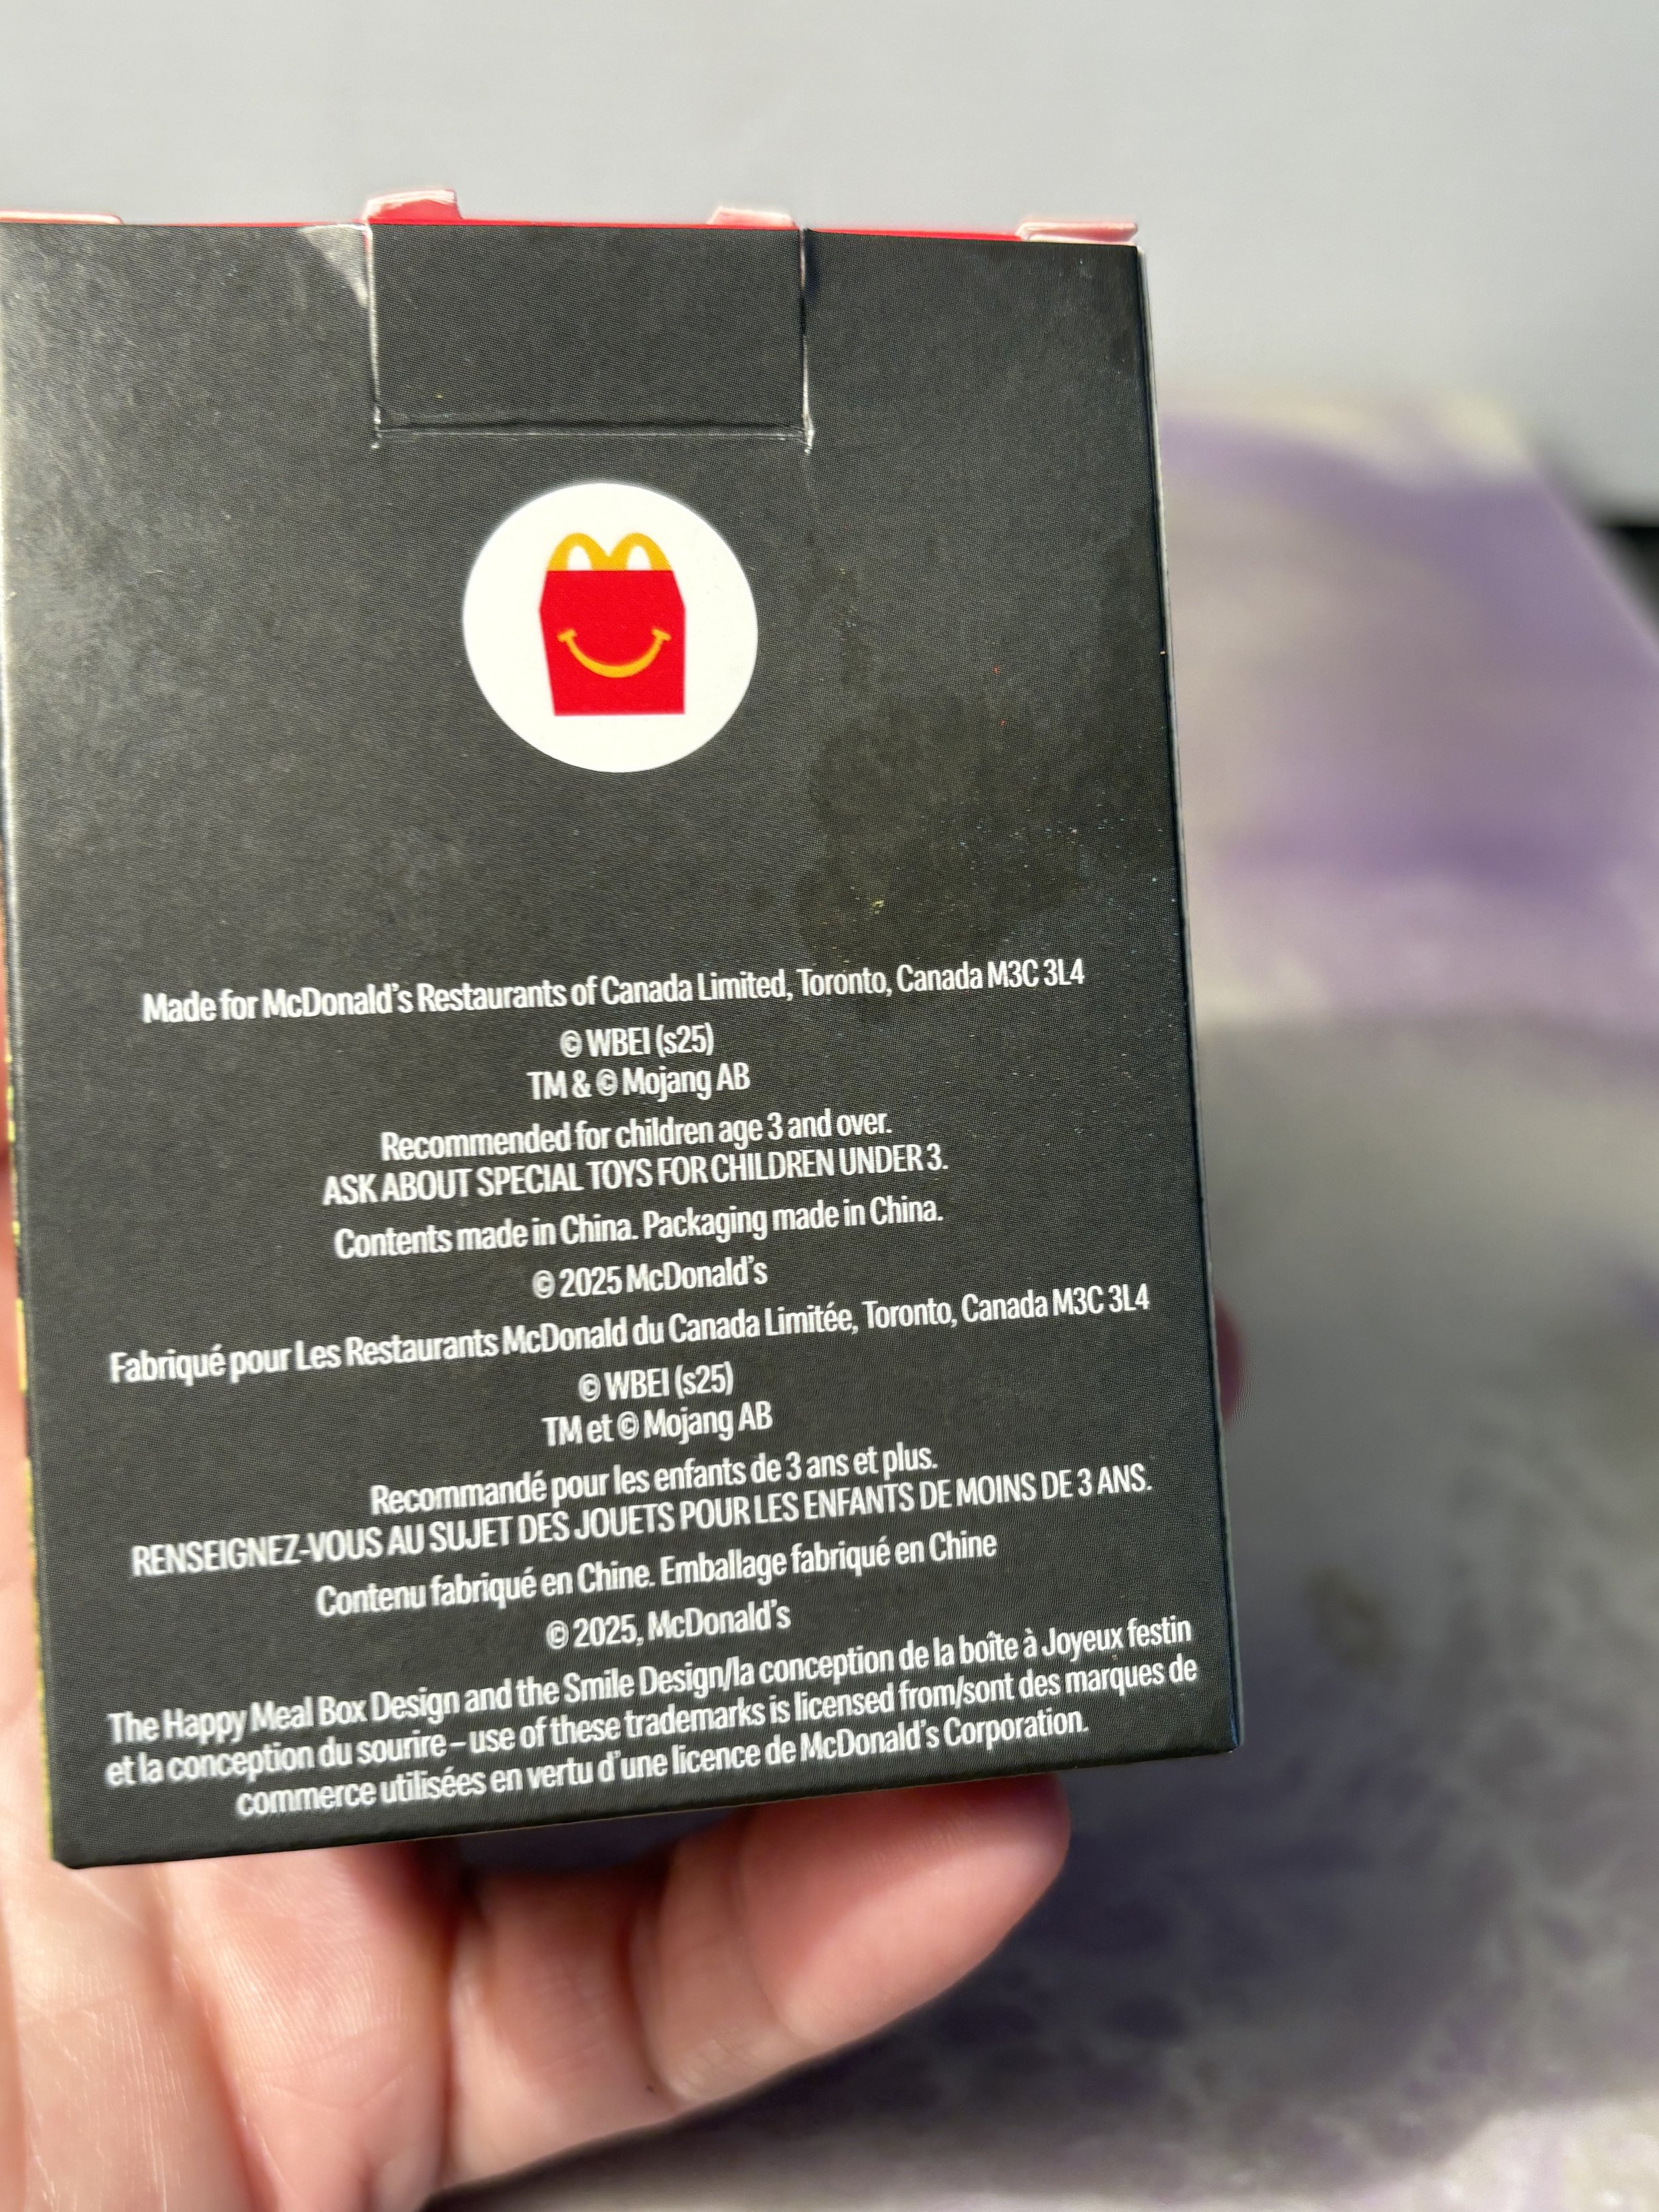 Made for McDonald's Restaurants of Canada Limited, Toronto, Canada M3C 3L4
© WBEI (s25)
TM & © Mojang AB
Recommended for children age 3 and over.
ASK ABOUT SPECIAL TOYS FOR CHILDREN UNDER 3.
Contents made in China. Packaging made in China.
© 2025 McDonald's
Fabriqué pour Les Restaurants McDonald du Canada Limitée, Toronto, Canada M3C 3L4
© WBEI (s25)
TM et © Mojang AB
Recommandé pour les enfants de 3 ans et plus.
RENSEIGNEZ-VOUS AU SUJET DES JOUETS POUR LES ENFANTS DE MOINS DE 3 ANS.
Contenu fabriqué en Chine. Emballage fabriqué en Chine
© 2025, McDonald's
The Happy Meal Box Design and the Smile Design/la conception de la boîte à Joyeux festin
et la conception du sourire – use of these trademarks is licensed from/sont des marques de
commerce utilisées en vertu d'une licence de McDonald's Corporation.